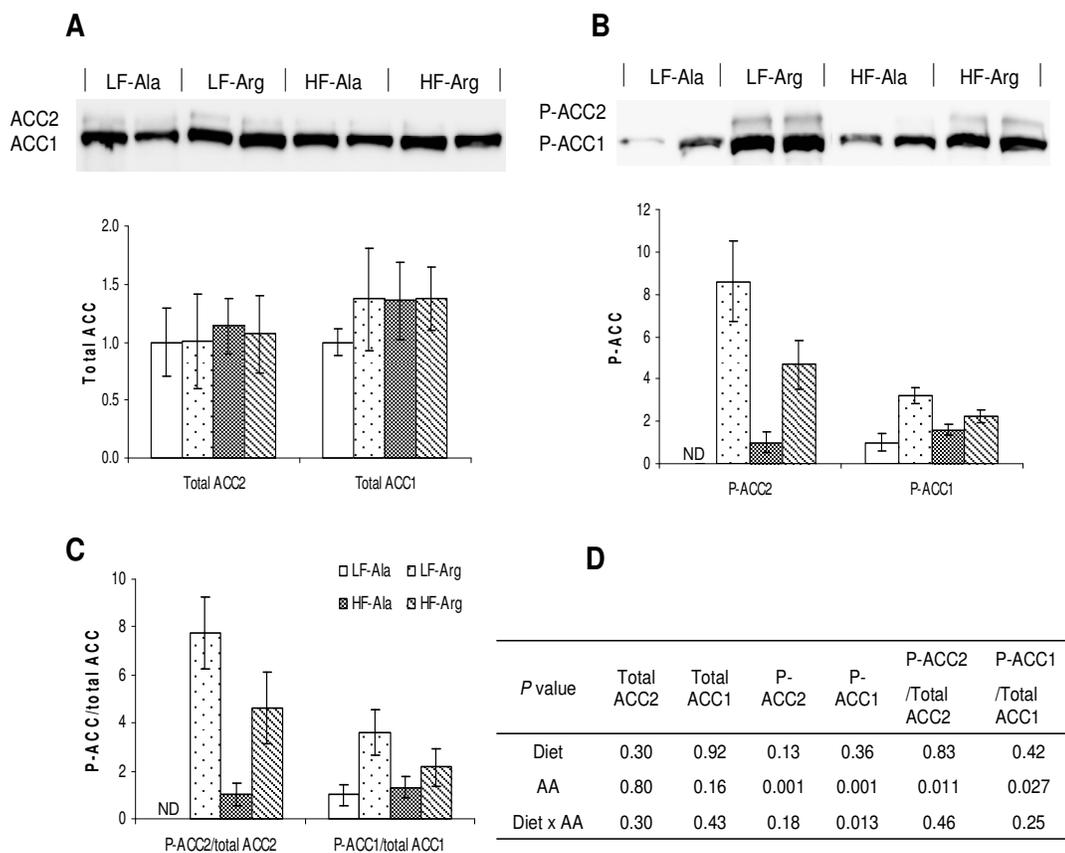 A
LF-Ala LF-Arg HF-Ala HF-Arg
ACC2
ACC1
2.0
1.5
1.0
0.5
0.0
Total ACC
Total ACC2 Total ACC1
B
LF-Ala LF-Arg HF-Ala HF-Arg
P-ACC2
P-ACC1
12
10
8
6
4
2
0
P-ACC
ND
P-ACC2 P-ACC1
C
10
8
6
4
2
0
P-ACC/total ACC
LF-Ala LF-Arg
HF-Ala HF-Arg
ND
P-ACC2/total ACC2 P-ACC1/total ACC1
D
P value Total ACC2 Total ACC1 P-ACC2 P-ACC1 P-ACC2/Total ACC2 P-ACC1/Total ACC1
Diet 0.30 0.92 0.13 0.36 0.83 0.42
AA 0.80 0.16 0.001 0.001 0.011 0.027
Diet x AA 0.30 0.43 0.18 0.013 0.46 0.25